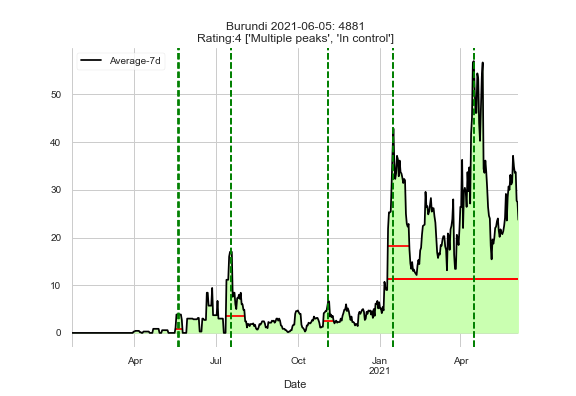 Burundi 2021-06-05: 4881
Rating:4 ['Multiple peaks', 'In control']
Average-7d
50
40
30
20
10
0
Apr
Jul
Oct
Jan
2021
Apr
Date